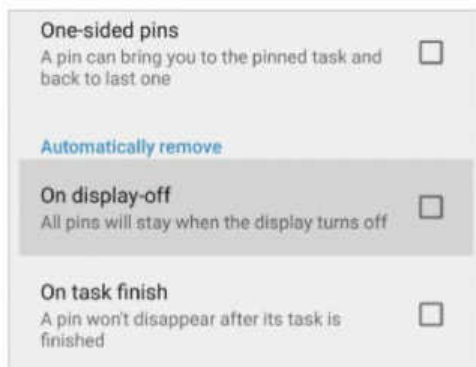 One-sided pins
A pin can bring you to the pinned task and
back to last one
Automatically remove
On display-off
All pins will stay when the display turns off
On task finish
A pin won't disappear after its task is
finished